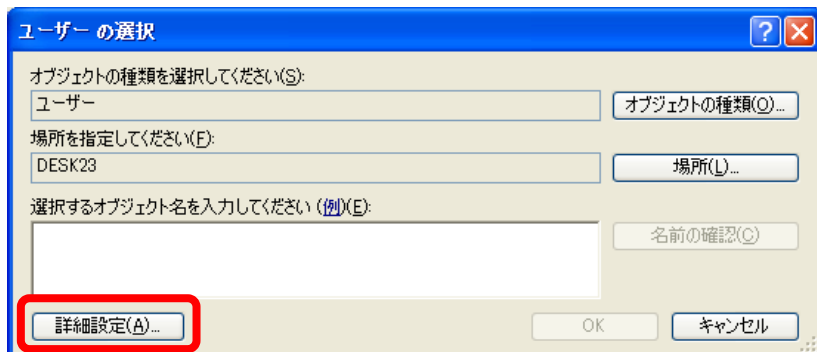 ユーザー の選択
オブジェクトの種類を選択してください(S):
ユーザー
オブジェクトの種類(O)...
場所を指定してください(F):
DESK23
場所(L)...
選択するオブジェクト名を入力してください (例)(E):
名前の確認(C)
詳細設定(A)...
OK
キャンセル